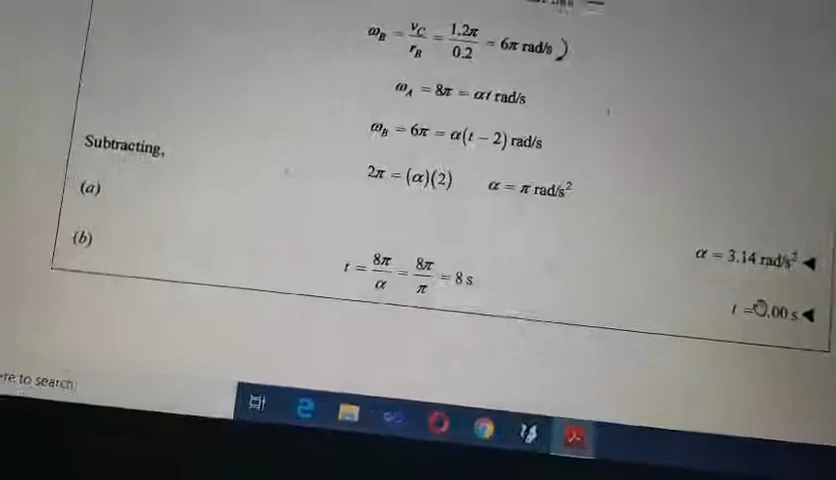 ω_B = v_C / r_B = 1.2π / 0.2 = 6π rad/s )
ω_A = 8π = αt rad/s
ω_B = 6π = α(t − 2) rad/s
Subtracting,
2π = (α)(2)   α = π rad/s²
(a)
α = 3.14 rad/s² ◄
(b)
t = 8π / α = 8π / π = 8 s
t = .00 s ◄
re to search